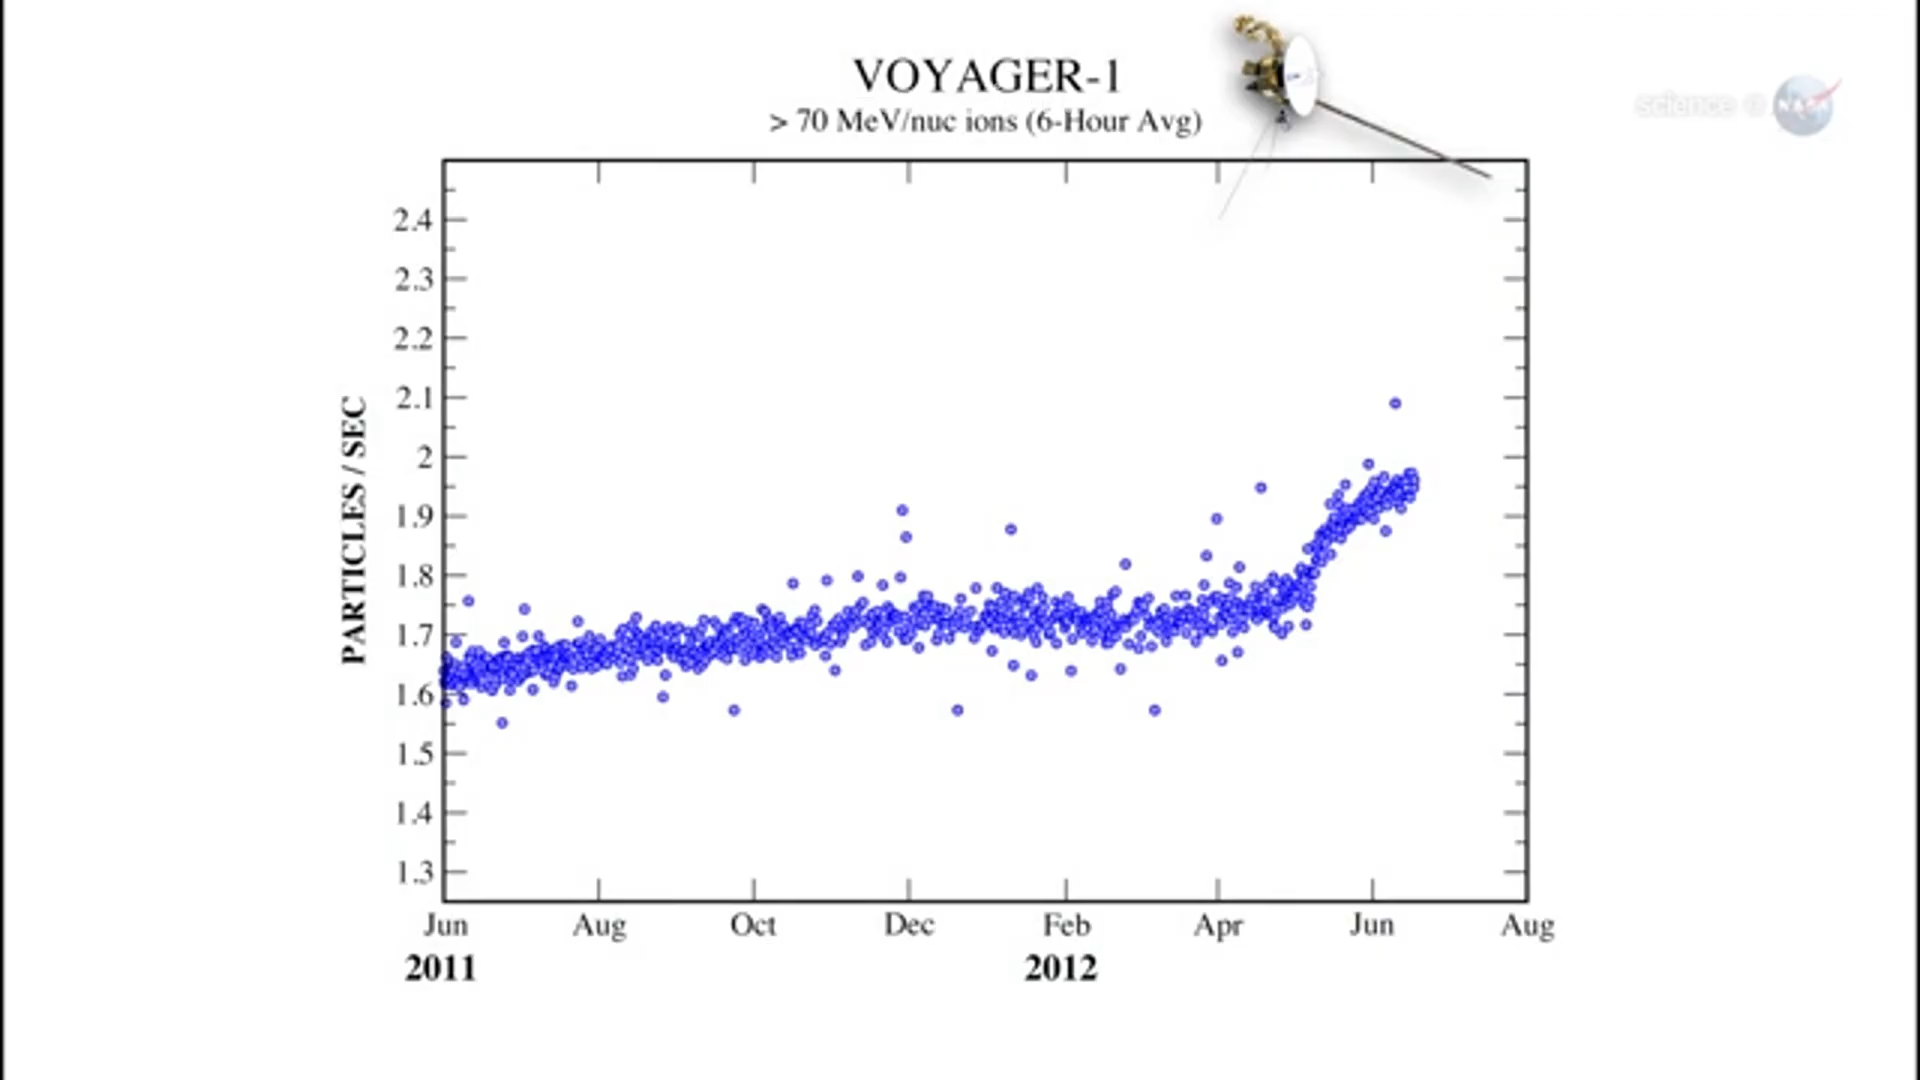 VOYAGER-1
> 70 MeV/nuc ions (6-Hour Avg)
science @ NASA
PARTICLES / SEC
2.4
2.3
2.2
2.1
2
1.9
1.8
1.7
1.6
1.5
1.4
1.3
Jun Aug Oct Dec Feb Apr Jun Aug
2011 2012